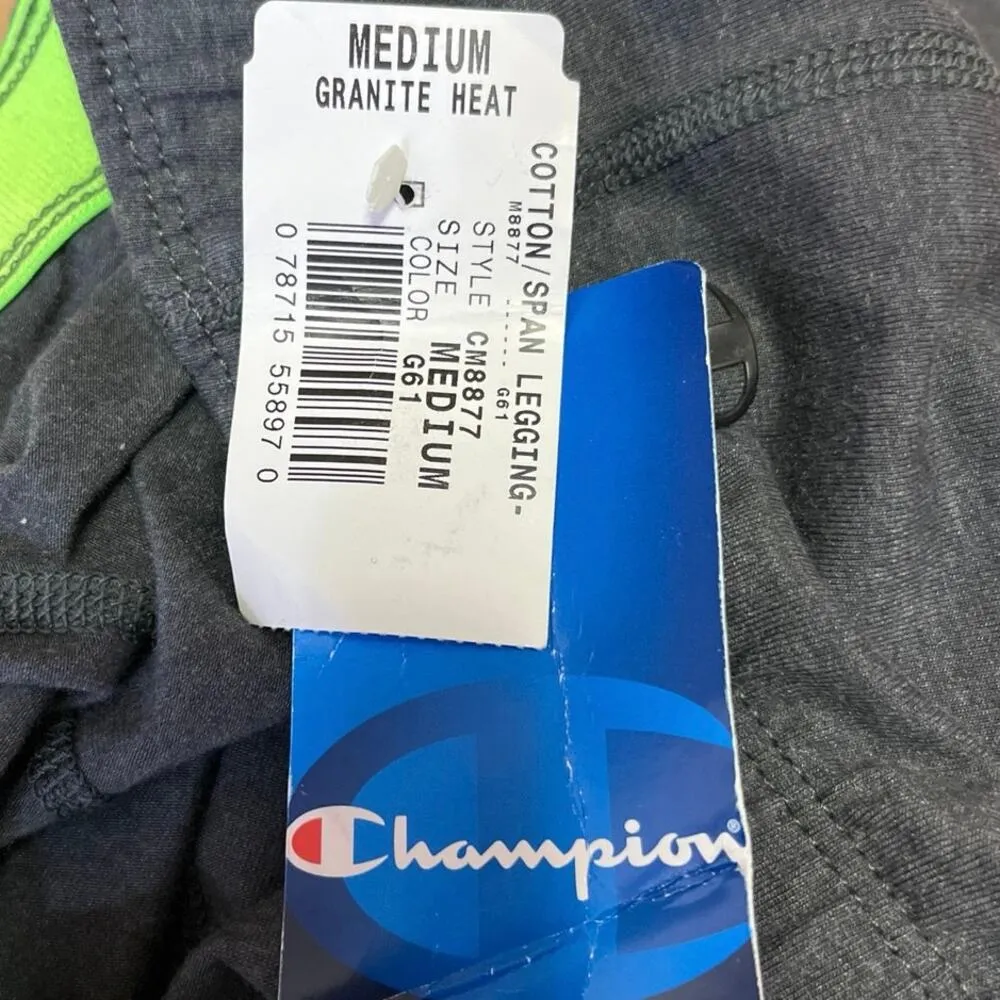 MEDIUM
GRANITE HEAT
COTTON/SPAN LEGGING-
M8877 ------ G61
STYLE CM8877
SIZE MEDIUM
COLOR G61
0 78715 55897 0
Champion®